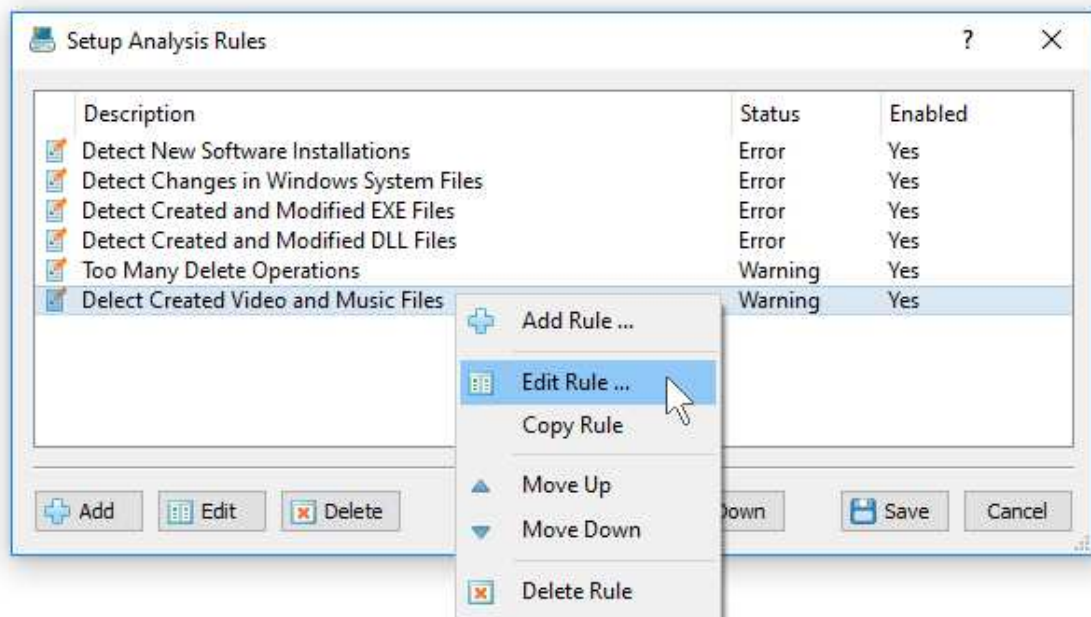 Setup Analysis Rules ?
Description Status Enabled
Detect New Software Installations Error Yes
Detect Changes in Windows System Files Error Yes
Detect Created and Modified EXE Files Error Yes
Detect Created and Modified DLL Files Error Yes
Too Many Delete Operations Warning Yes
Delect Created Video and Music Files Warning Yes
Add Rule ...
Edit Rule ...
Copy Rule
Move Up
Move Down
Delete Rule
Add Edit Delete Down Save Cancel